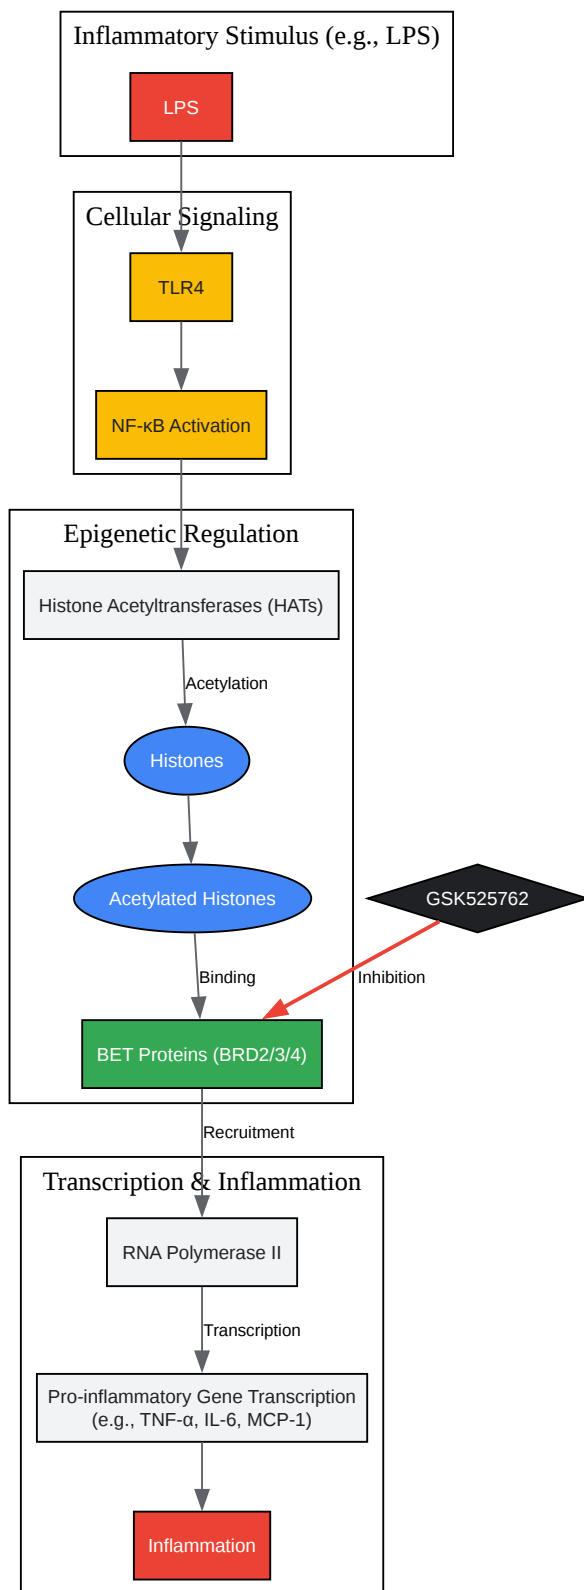 Inflammatory Stimulus (e.g., LPS)
LPS
Cellular Signaling
TLR4
NF-κB Activation
Epigenetic Regulation
Histone Acetyltransferases (HATs)
Acetylation
Histones
Acetylated Histones
GSK525762
Binding
Inhibition
BET Proteins (BRD2/3/4)
Recruitment
Transcription & Inflammation
RNA Polymerase II
Transcription
Pro-inflammatory Gene Transcription
(e.g., TNF-α, IL-6, MCP-1)
Inflammation